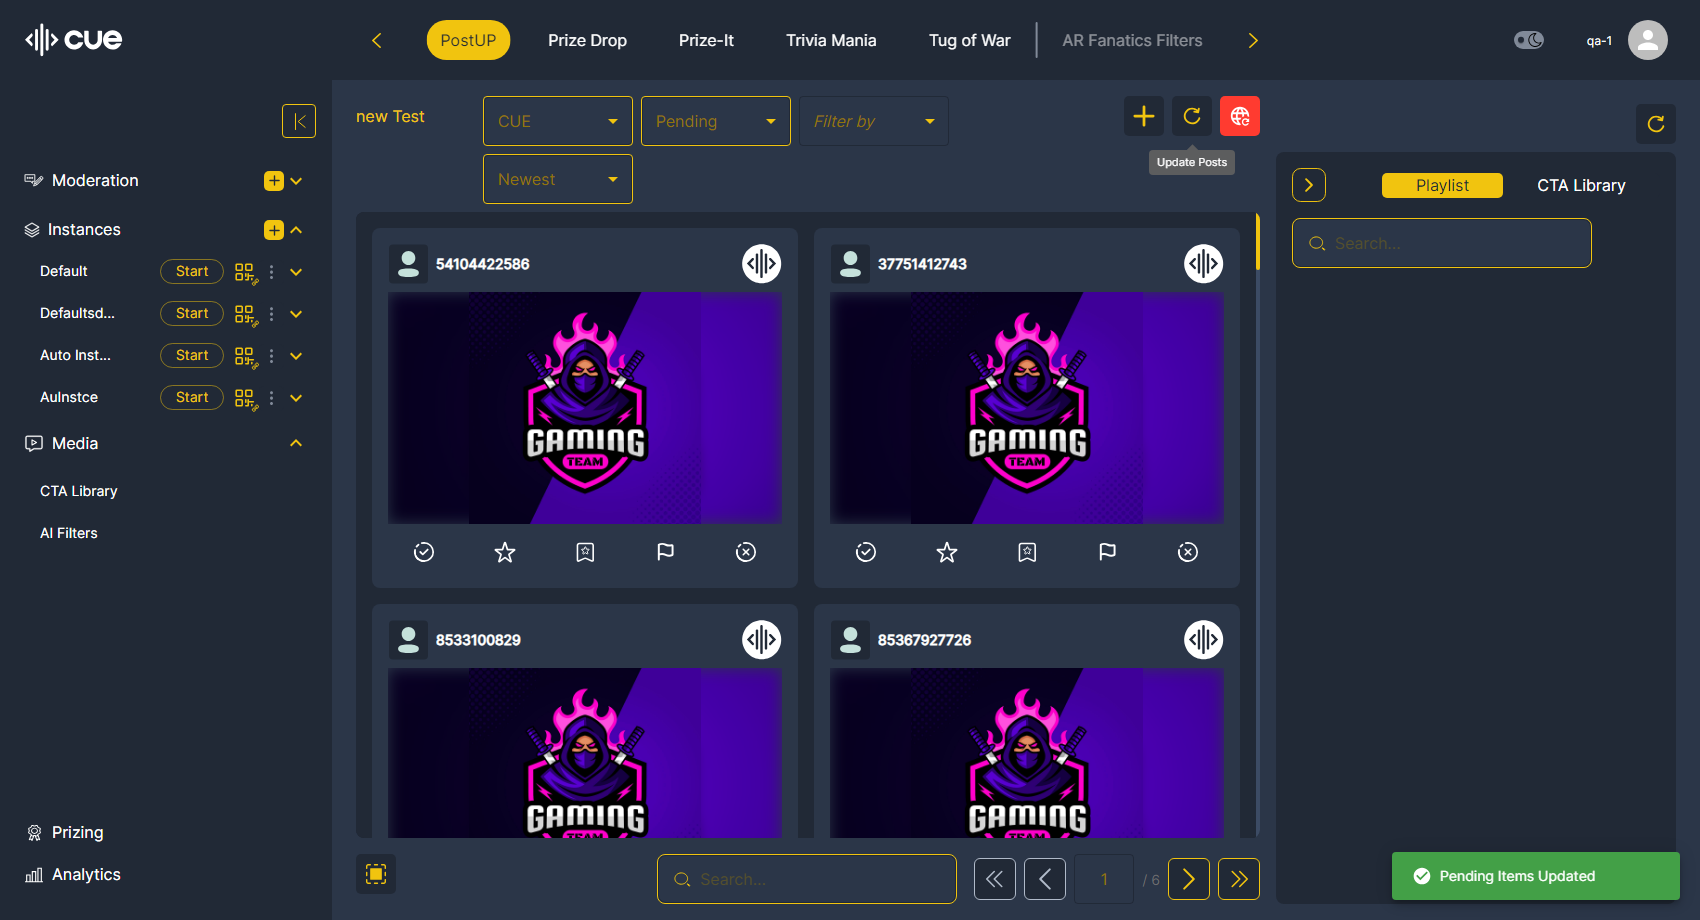 cue
PostUP
Prize Drop
Prize-It
Trivia Mania
Tug of War
AR Fanatics Filters
qa-1
new Test
CUE
Pending
Filter by
Newest
Update Posts
Moderation
Instances
Default
Start
Defaultsd...
Start
Auto Inst...
Start
AuInstce
Start
Media
CTA Library
AI Filters
Prizing
Analytics
54104422586
GAMING
TEAM
37751412743
GAMING
TEAM
8533100829
GAMING
TEAM
85367927726
GAMING
TEAM
Search...
1
/ 6
Playlist
CTA Library
Search...
Pending Items Updated